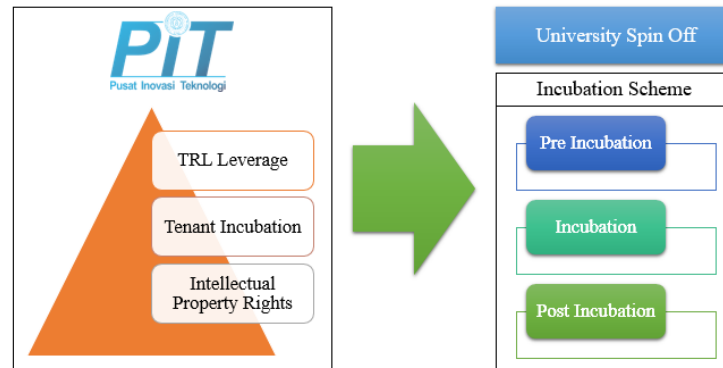 PiT
Pusat Inovasi Teknologi
TRL Leverage
Tenant Incubation
Intellectual
Property Rights
University Spin Off
Incubation Scheme
Pre Incubation
Incubation
Post Incubation